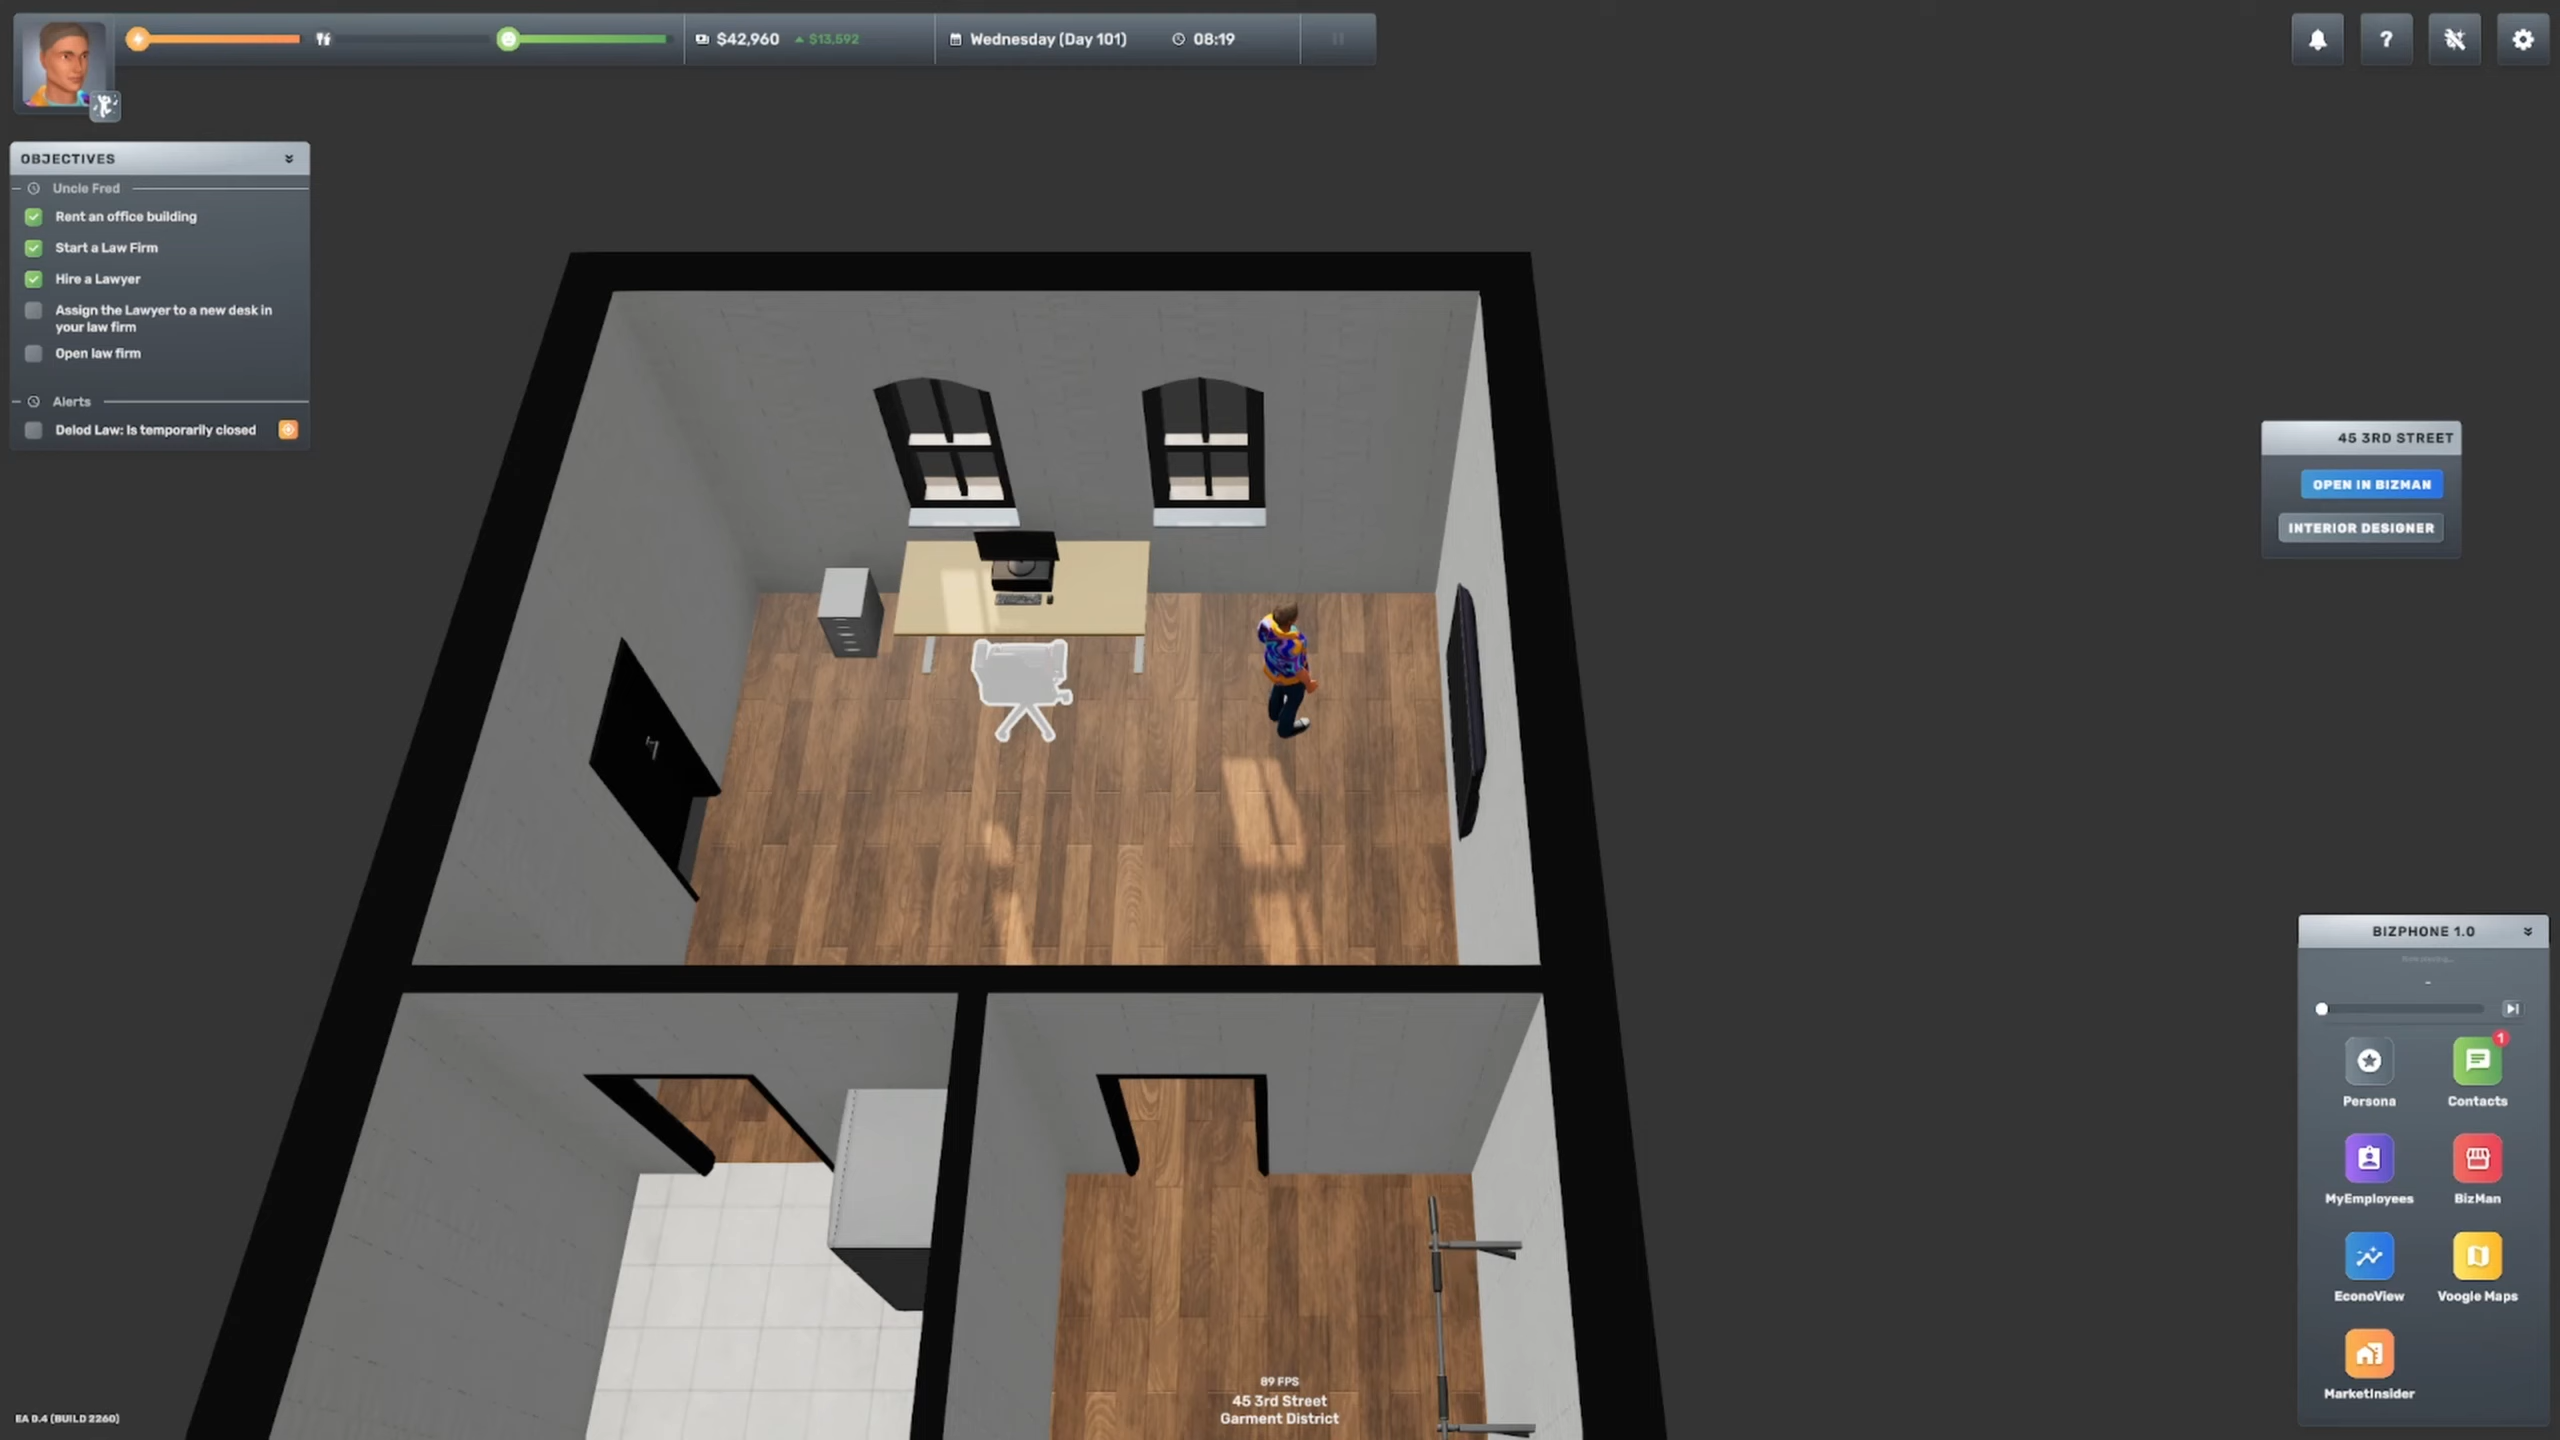 $42,960
$13,592
Wednesday (Day 101)
08:19
?
OBJECTIVES
Uncle Fred
Rent an office building
Start a Law Firm
Hire a Lawyer
Assign the Lawyer to a new desk in
your law firm
Open law firm
Alerts
Delod Law: Is temporarily closed
45 3RD STREET
OPEN IN BIZMAN
INTERIOR DESIGNER
BIZPHONE 1.0
-
1
Persona
Contacts
MyEmployees
BizMan
EconoView
Voogle Maps
MarketInsider
89 FPS
45 3rd Street
Garment District
EA 0.4 (BUILD 2260)